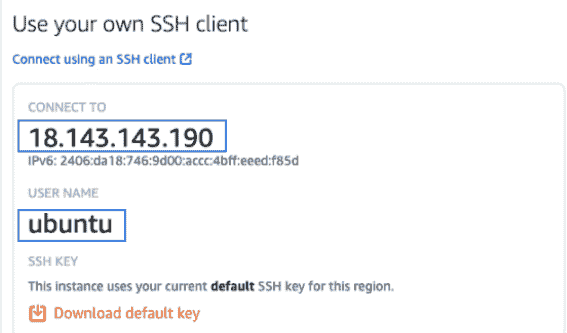 Use your own SSH client
Connect using an SSH client
CONNECT TO
18.143.143.190
IPv6: 2406:da18:746:9d00:accc:4bff:eeed:f85d
USER NAME
ubuntu
SSH KEY
This instance uses your current default SSH key for this region.
Download default key